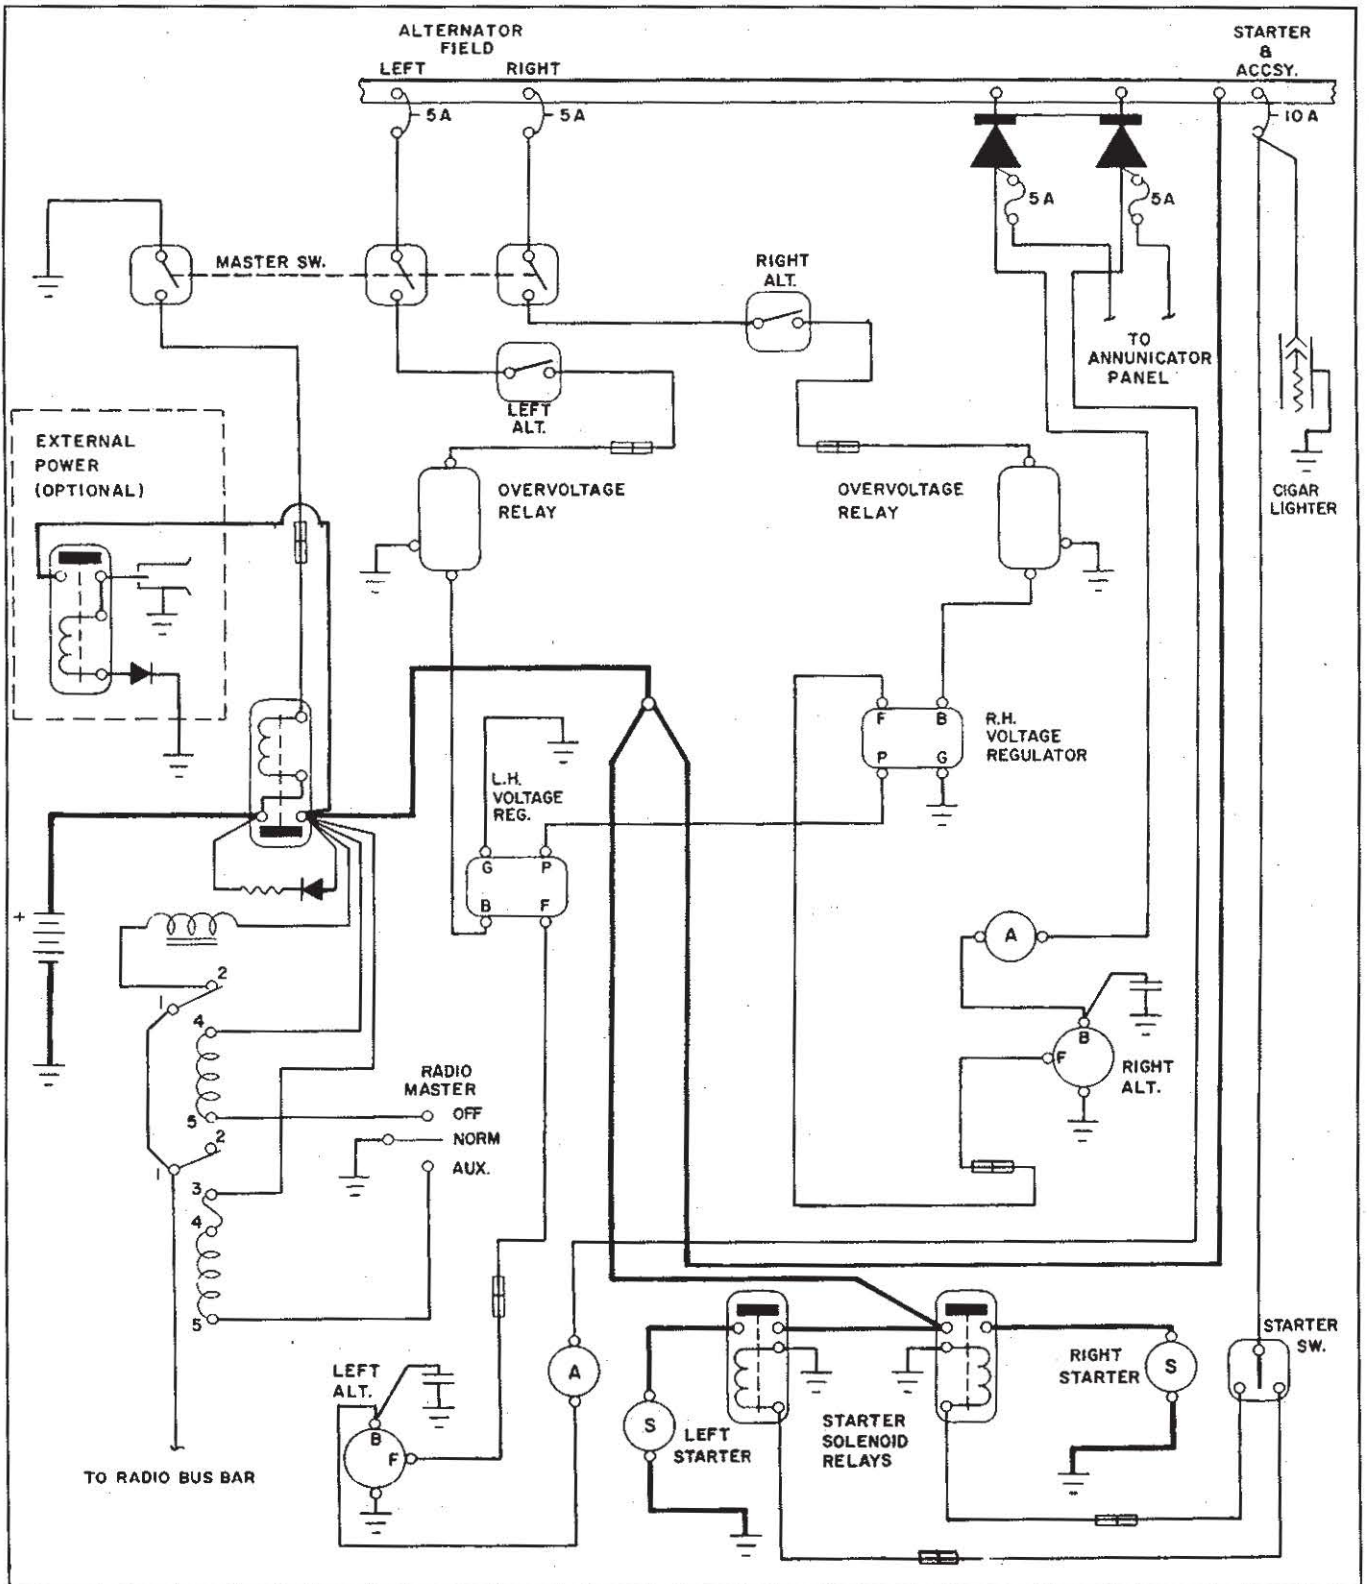 ALTERNATOR
FIELD
LEFT
RIGHT
STARTER
&
ACCSY.
5A
5A
10A
5A
5A
MASTER SW.
RIGHT
ALT.
LEFT
ALT.
TO
ANNUNICATOR
PANEL
EXTERNAL
POWER
(OPTIONAL)
OVERVOLTAGE
RELAY
OVERVOLTAGE
RELAY
CIGAR
LIGHTER
F
B
P
G
R.H.
VOLTAGE
REGULATOR
L.H.
VOLTAGE
REG.
G
P
B
F
+
A
2
1
4
5
2
1
3
4
5
RADIO
MASTER
OFF
NORM
AUX.
B
F
RIGHT
ALT.
TO RADIO BUS BAR
LEFT
ALT.
B
F
A
S
LEFT
STARTER
STARTER
SOLENOID
RELAYS
RIGHT
STARTER
S
STARTER
SW.